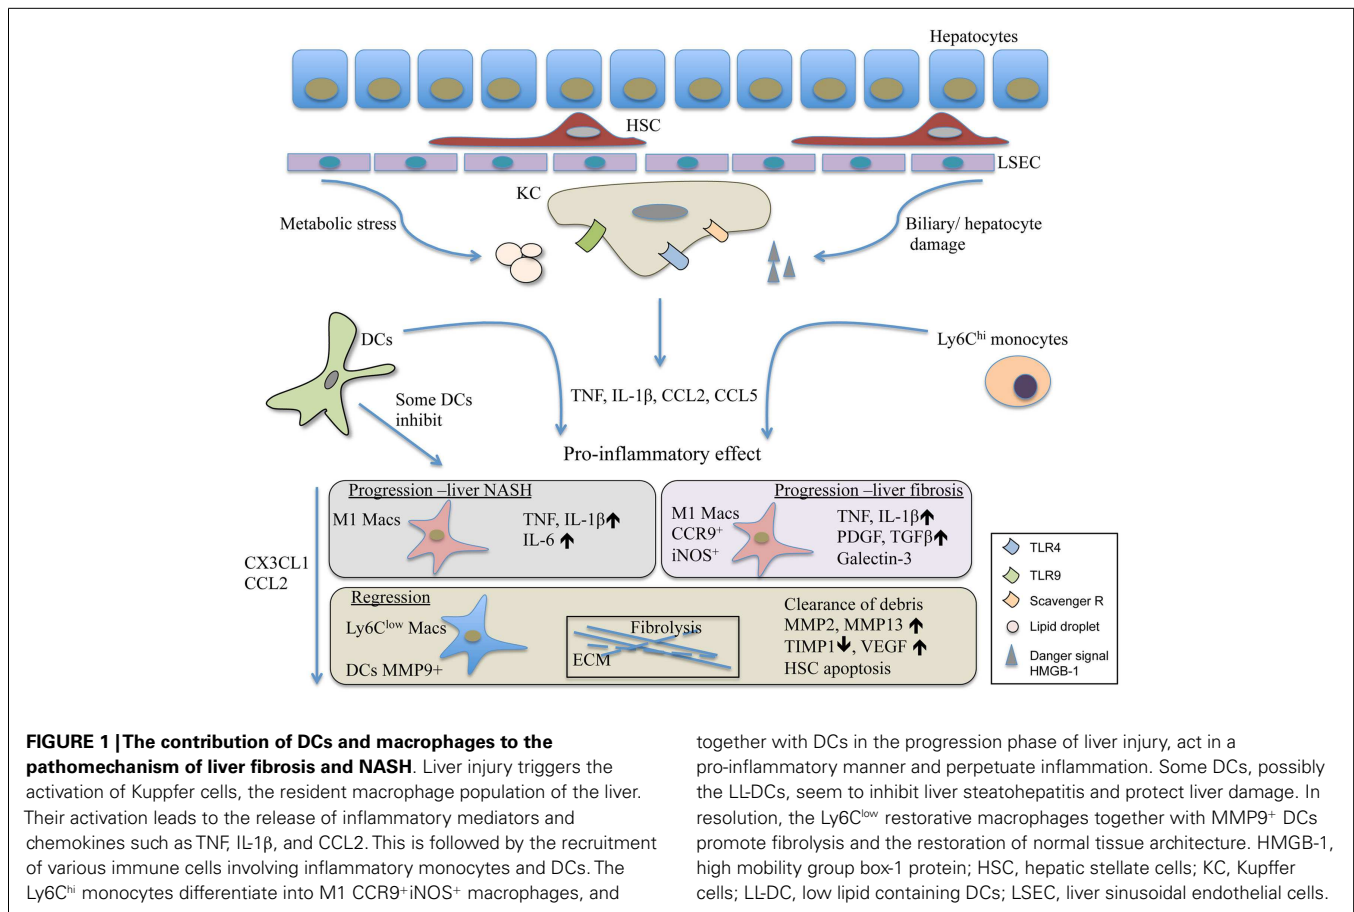 Hepatocytes
HSC
LSEC
KC
Metabolic stress
Biliary/ hepatocyte
damage
DCs
Ly6Chi monocytes
Some DCs
inhibit
TNF, IL-1β, CCL2, CCL5
Pro-inflammatory effect
CX3CL1
CCL2
Progression –liver NASH
M1 Macs
TNF, IL-1β
IL-6
Progression –liver fibrosis
M1 Macs
CCR9+
iNOS+
TNF, IL-1β
PDGF, TGFβ
Galectin-3
Regression
Ly6Clow Macs
DCs MMP9+
Fibrolysis
ECM
Clearance of debris
MMP2, MMP13
TIMP1 , VEGF
HSC apoptosis
TLR4
TLR9
Scavenger R
Lipid droplet
Danger signal
HMGB-1
FIGURE 1 | The contribution of DCs and macrophages to the
pathomechanism of liver fibrosis and NASH. Liver injury triggers the
activation of Kuppfer cells, the resident macrophage population of the liver.
Their activation leads to the release of inflammatory mediators and
chemokines such as TNF, IL-1β, and CCL2. This is followed by the recruitment
of various immune cells involving inflammatory monocytes and DCs. The
Ly6Chi monocytes differentiate into M1 CCR9+iNOS+ macrophages, and
together with DCs in the progression phase of liver injury, act in a
pro-inflammatory manner and perpetuate inflammation. Some DCs, possibly
the LL-DCs, seem to inhibit liver steatohepatitis and protect liver damage. In
resolution, the Ly6Clow restorative macrophages together with MMP9+ DCs
promote fibrolysis and the restoration of normal tissue architecture. HMGB-1,
high mobility group box-1 protein; HSC, hepatic stellate cells; KC, Kupffer
cells; LL-DC, low lipid containing DCs; LSEC, liver sinusoidal endothelial cells.